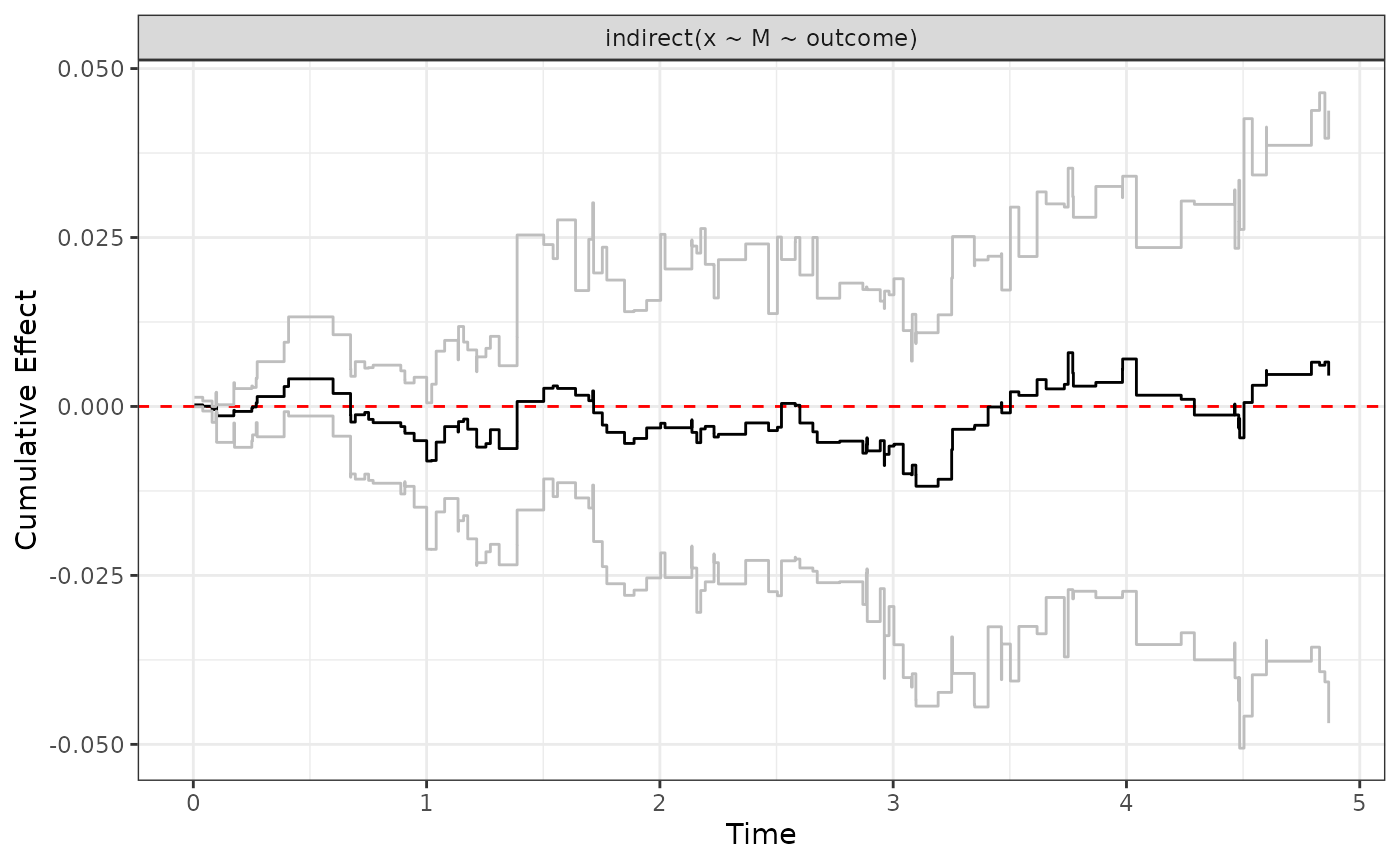 indirect(x ~ M ~ outcome)
0.050
0.025
0.000
-0.025
-0.050
Cumulative Effect
0 1 2 3 4 5
Time